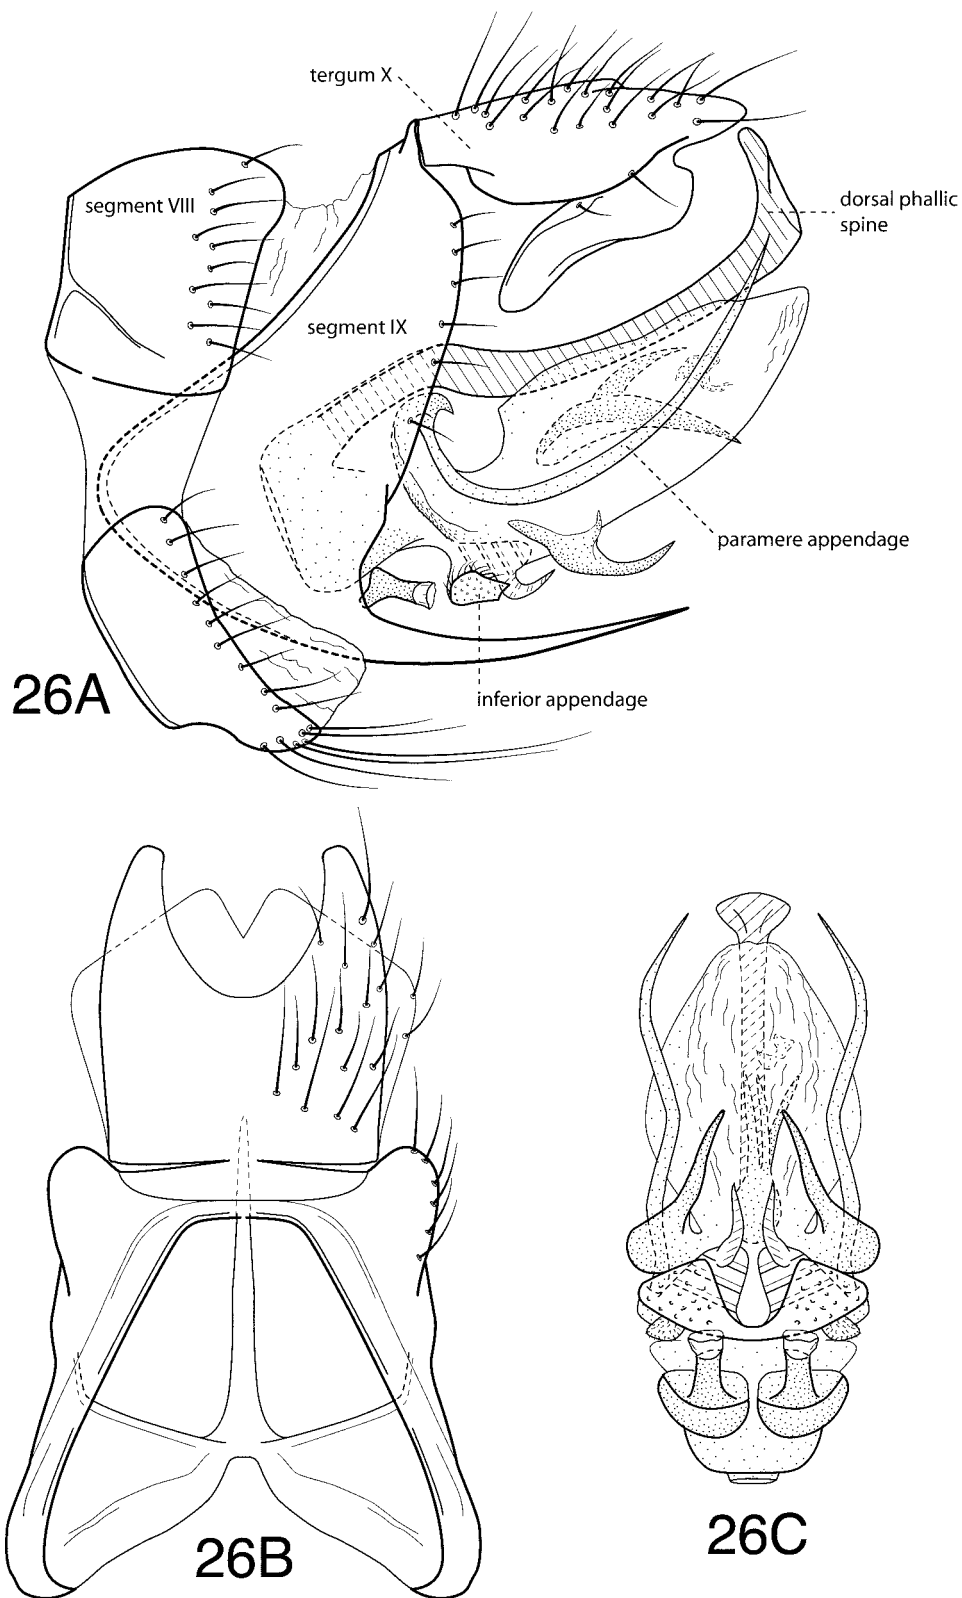 tergum X
segment VIII
dorsal phallic
spine
segment IX
paramere appendage
inferior appendage
26A
26B
26C